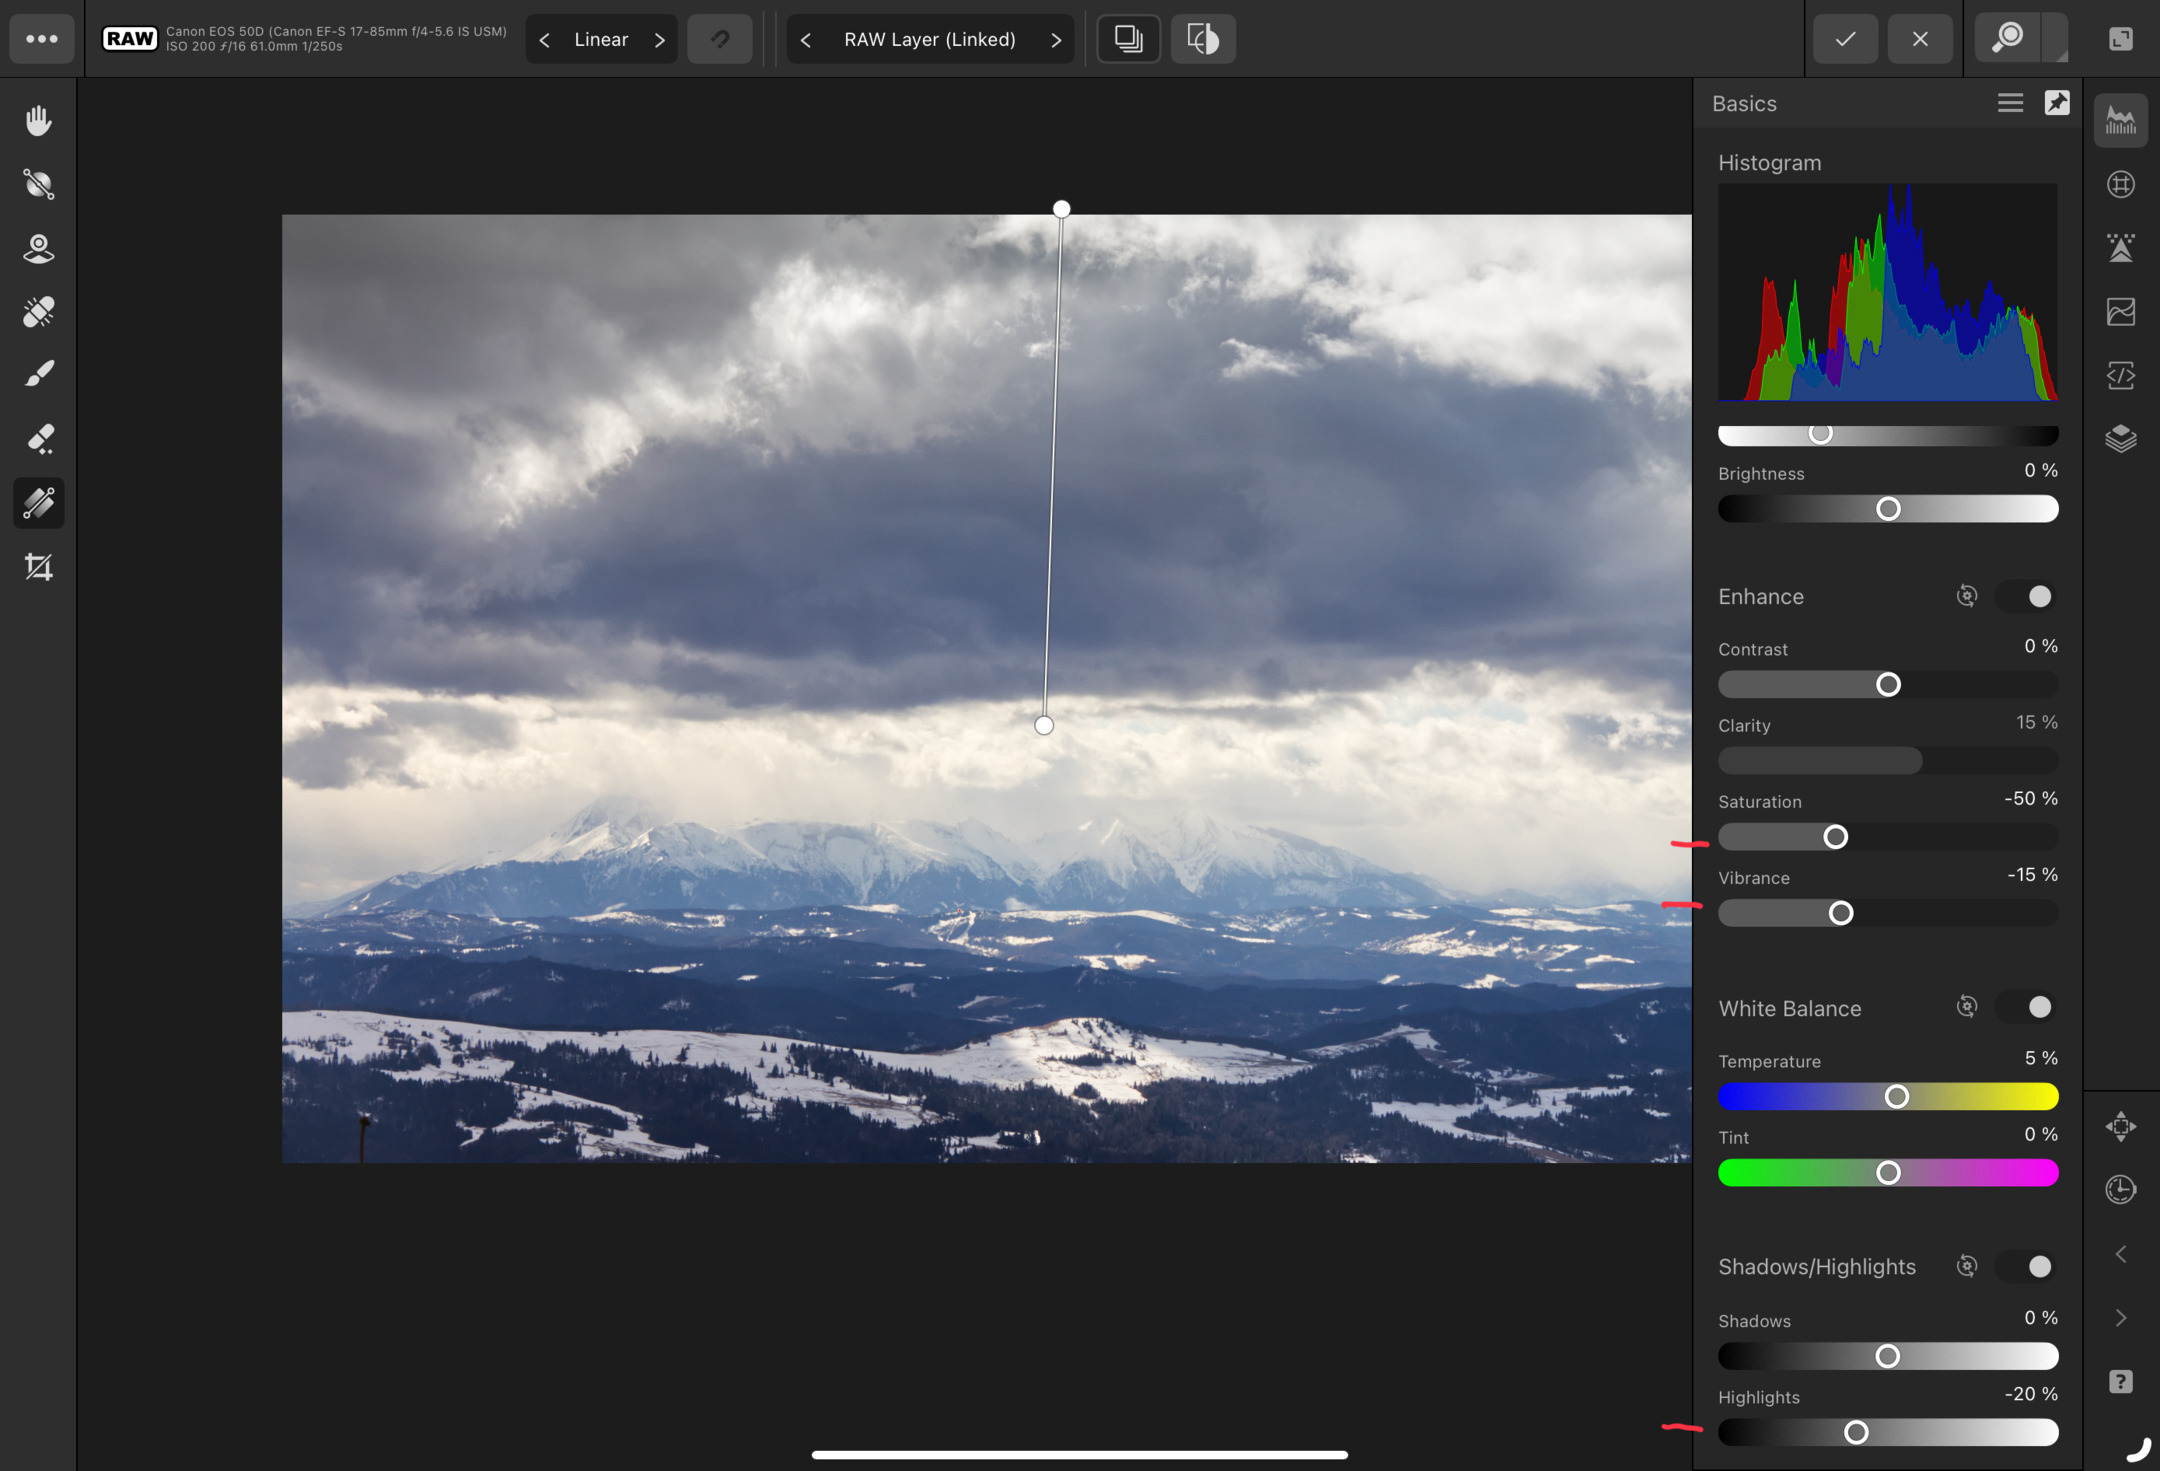 RAW
Canon EOS 50D (Canon EF-S 17-85mm f/4-5.6 IS USM)
ISO 200 ƒ/16 61.0mm 1/250s
Linear
RAW Layer (Linked)
Basics
Histogram
Brightness 0 %
Enhance
Contrast 0 %
Clarity 15 %
Saturation -50 %
Vibrance -15 %
White Balance
Temperature 5 %
Tint 0 %
Shadows/Highlights
Shadows 0 %
Highlights -20 %